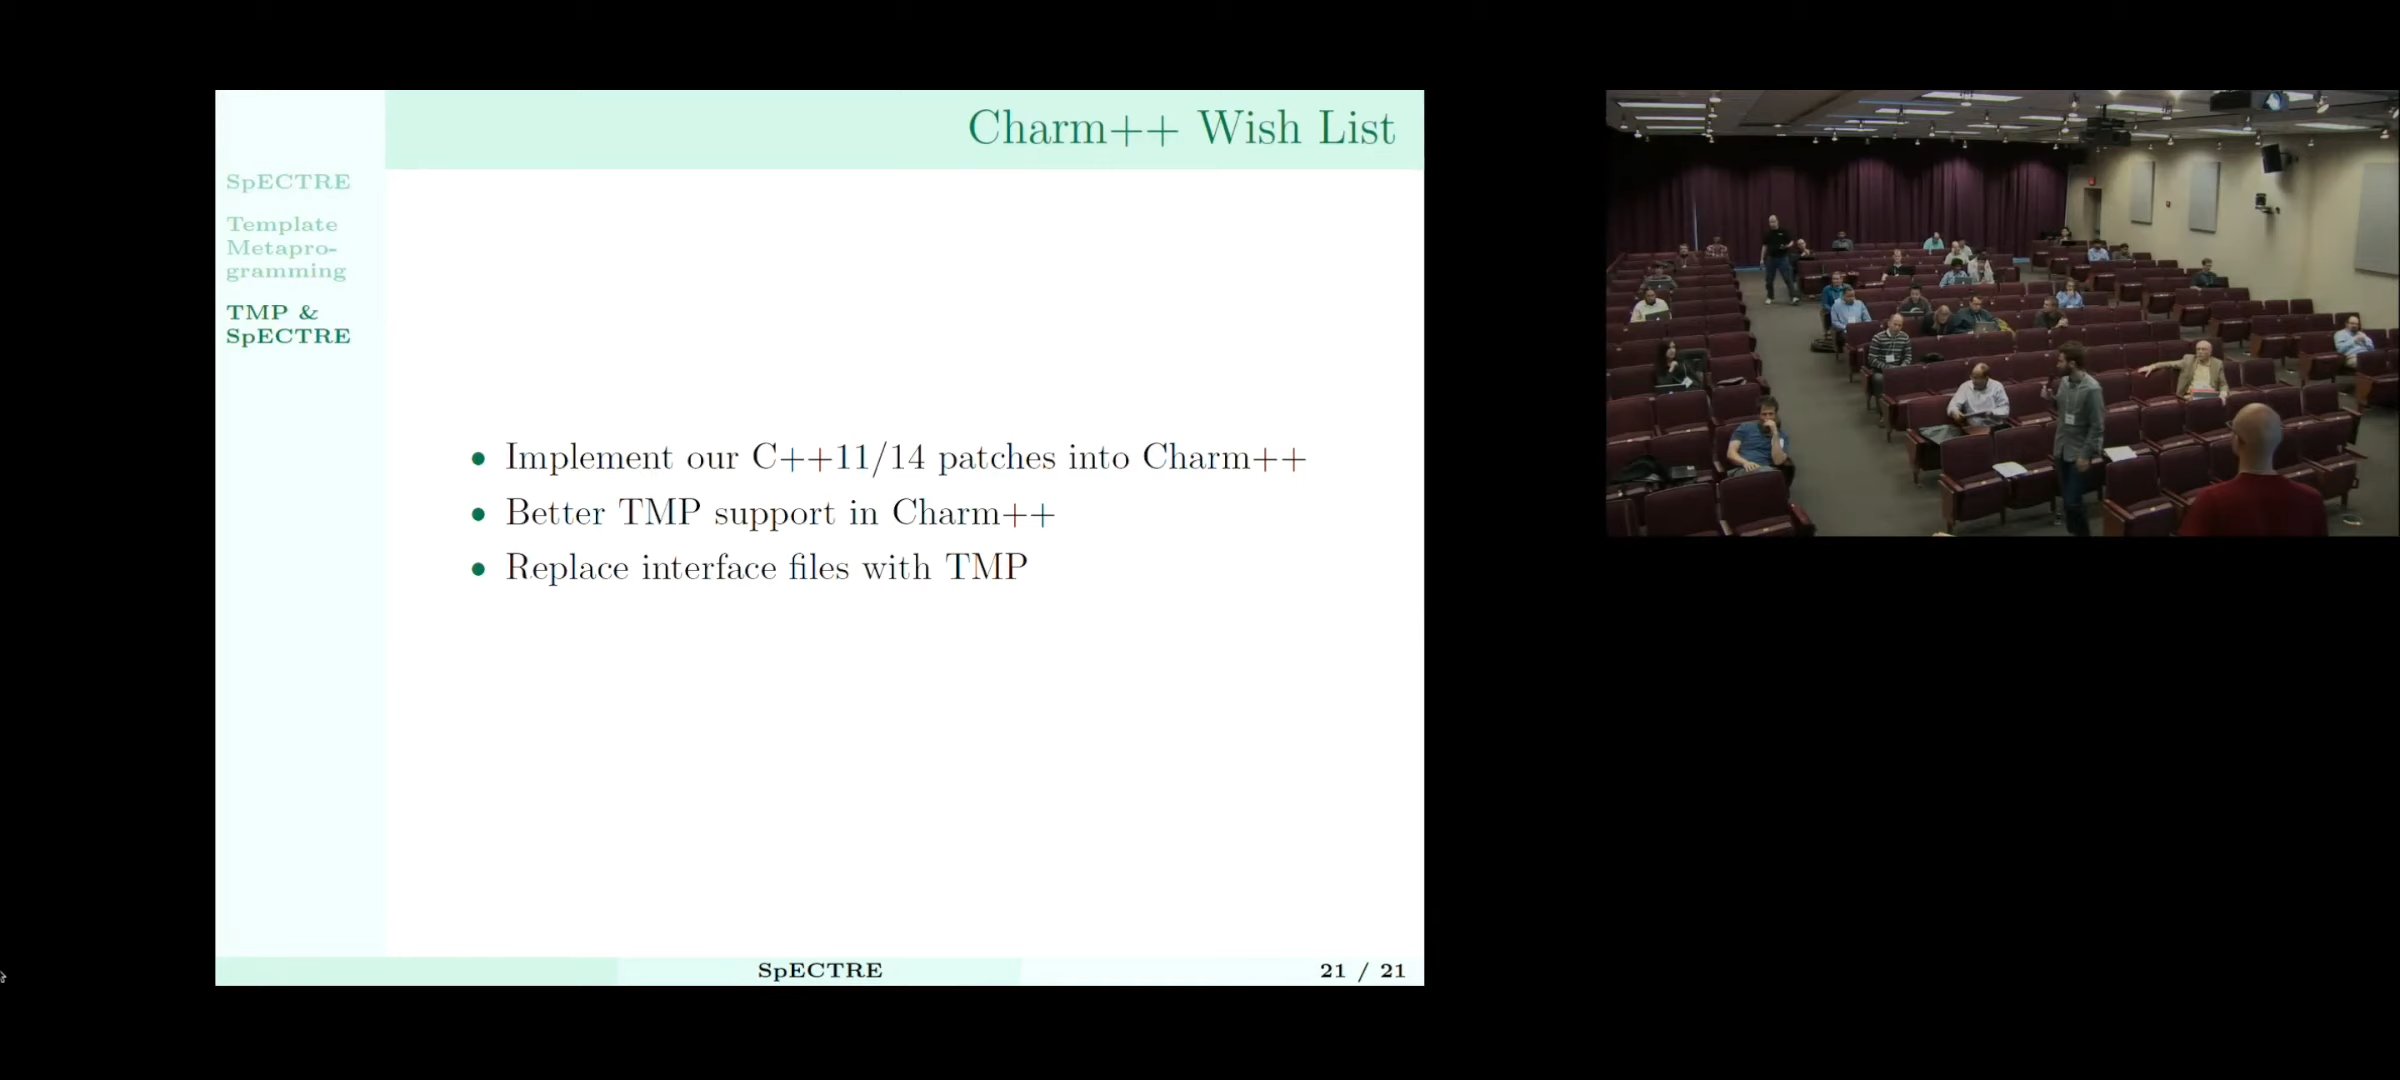 Charm++ Wish List
SpECTRE
Template
Metapro-
gramming
TMP &
SpECTRE
• Implement our C++11/14 patches into Charm++
• Better TMP support in Charm++
• Replace interface files with TMP
SpECTRE
21 / 21